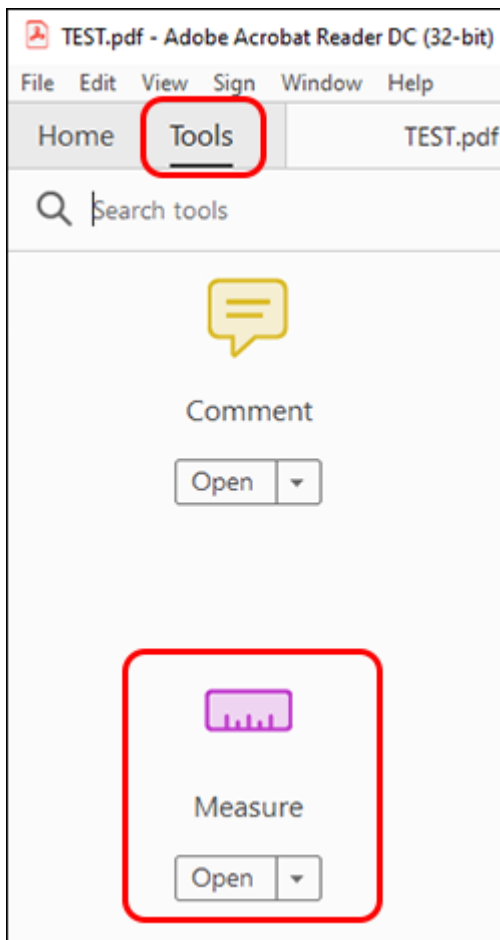 TEST.pdf - Adobe Acrobat Reader DC (32-bit)
File Edit View Sign Window Help
Home Tools TEST.pdf
Search tools
Comment
Open
Measure
Open